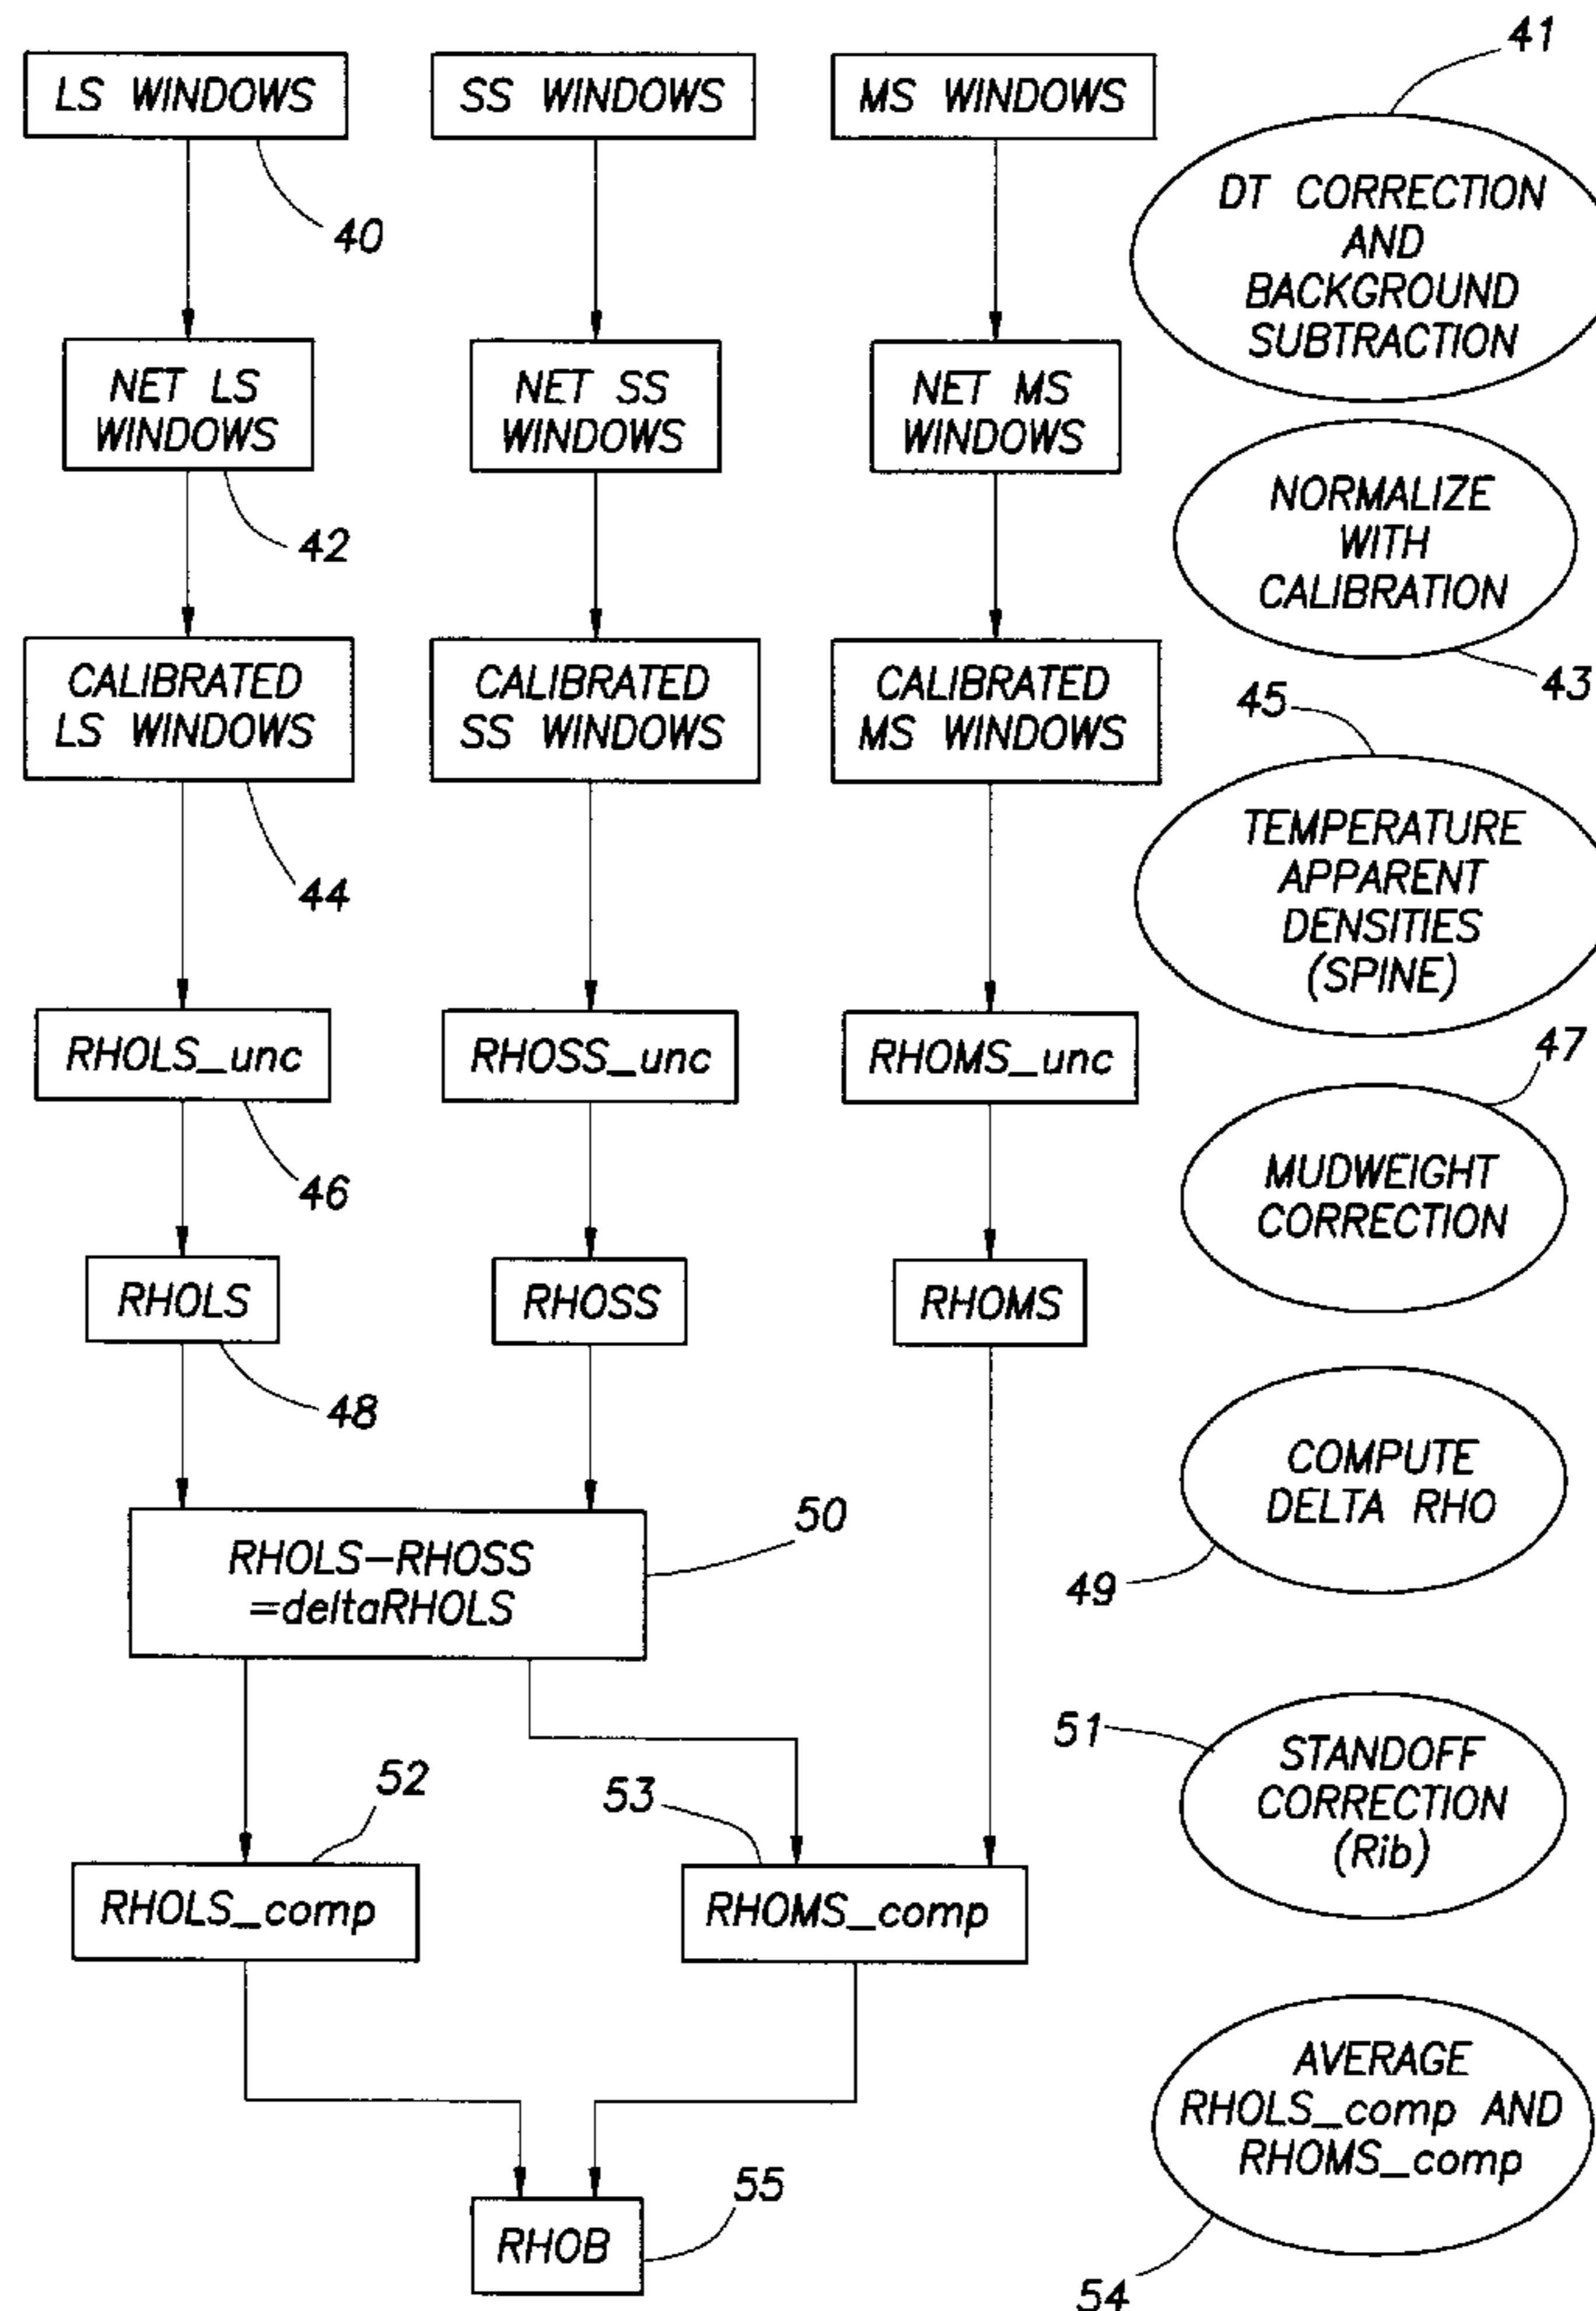 LS WINDOWS
SS WINDOWS
MS WINDOWS
41
DT CORRECTION
AND
BACKGROUND
SUBTRACTION
40
NET LS
WINDOWS
NET SS
WINDOWS
NET MS
WINDOWS
42
NORMALIZE
WITH
CALIBRATION
43
CALIBRATED
LS WINDOWS
CALIBRATED
SS WINDOWS
CALIBRATED
MS WINDOWS
45
44
TEMPERATURE
APPARENT
DENSITIES
(SPINE)
RHOLS_unc
RHOSS_unc
RHOMS_unc
47
46
MUDWEIGHT
CORRECTION
RHOLS
RHOSS
RHOMS
48
COMPUTE
DELTA RHO
49
RHOLS-RHOSS
=deltaRHOLS
50
51
STANDOFF
CORRECTION
(Rib)
52
53
RHOLS_comp
RHOMS_comp
AVERAGE
RHOLS_comp AND
RHOMS_comp
54
RHOB
55